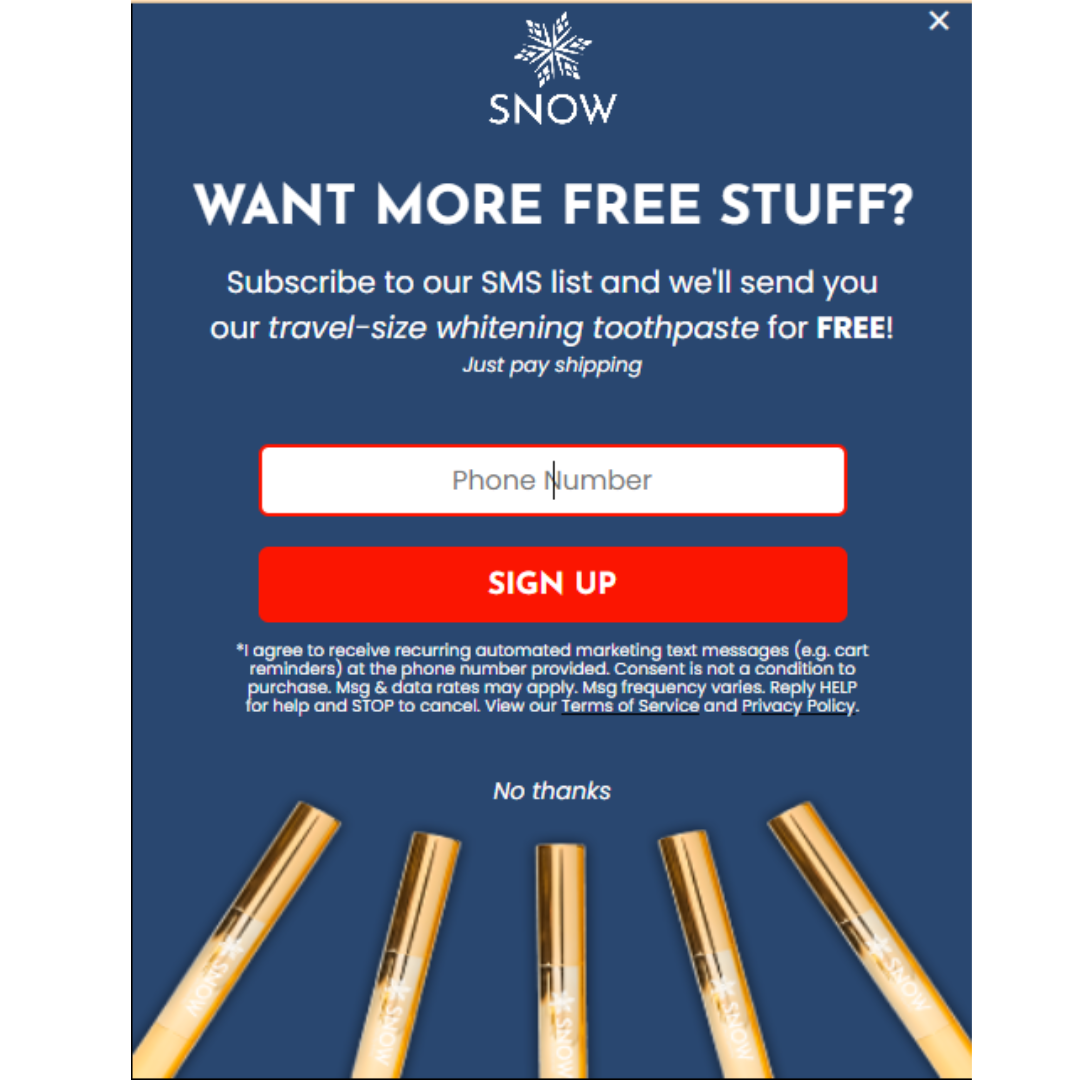 SNOW
WANT MORE FREE STUFF?
Subscribe to our SMS list and we'll send you
our travel-size whitening toothpaste for FREE!
Just pay shipping
Phone Number
SIGN UP
*I agree to receive recurring automated marketing text messages (e.g. cart
reminders) at the phone number provided. Consent is not a condition to
purchase. Msg & data rates may apply. Msg frequency varies. Reply HELP
for help and STOP to cancel. View our Terms of Service and Privacy Policy.
No thanks
SNOW
SNOW
SNOW
SNOW
SNOW